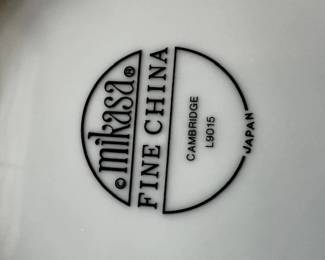 © mikasa ®
FINE CHINA
CAMBRIDGE
L9015
JAPAN